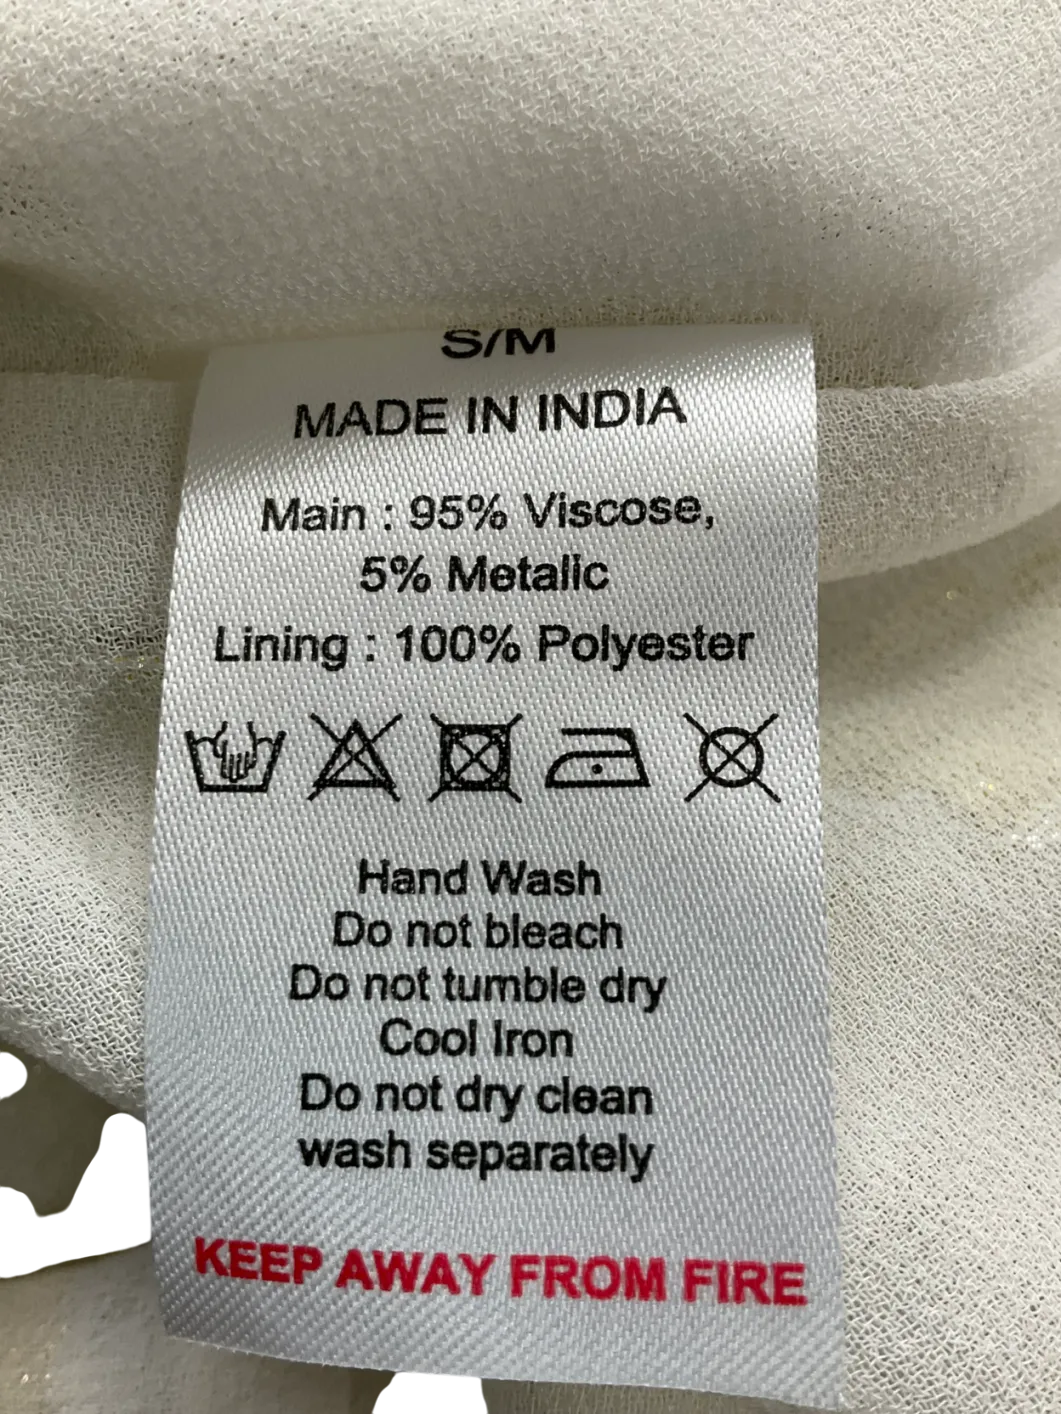 S/M
MADE IN INDIA
Main : 95% Viscose,
5% Metalic
Lining : 100% Polyester
Hand Wash
Do not bleach
Do not tumble dry
Cool Iron
Do not dry clean
wash separately
KEEP AWAY FROM FIRE